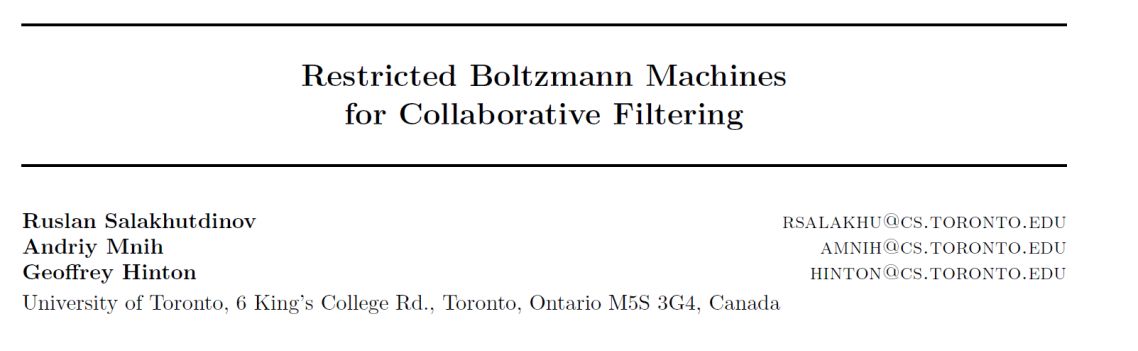 Restricted Boltzmann Machines
for Collaborative Filtering
Ruslan Salakhutdinov RSALAKHU@CS.TORONTO.EDU
Andriy Mnih AMNIH@CS.TORONTO.EDU
Geoffrey Hinton HINTON@CS.TORONTO.EDU
University of Toronto, 6 King's College Rd., Toronto, Ontario M5S 3G4, Canada